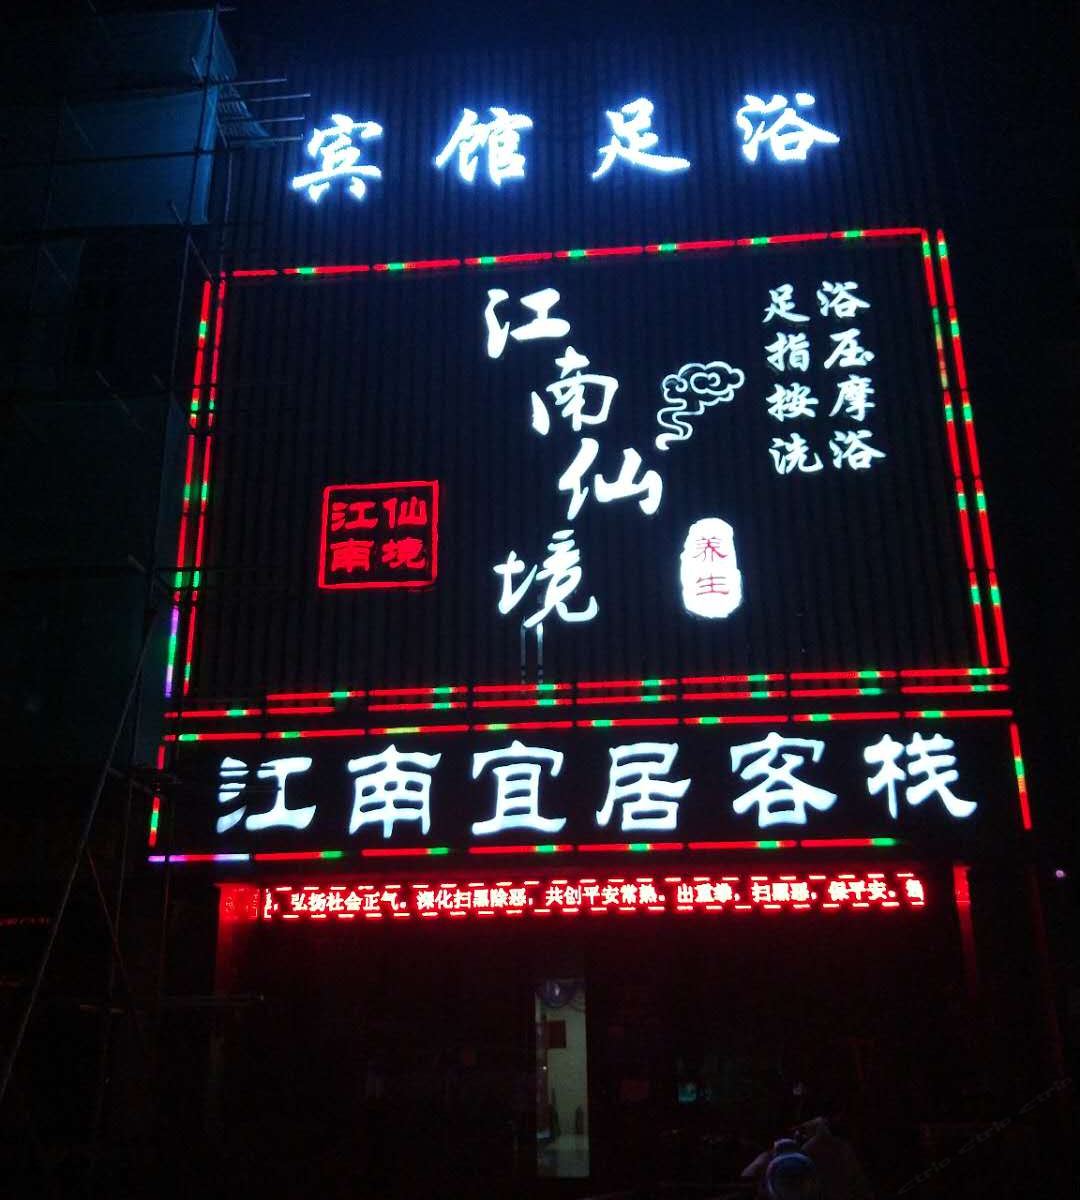 宾馆足浴
江南仙境
足浴
指压
按摩
洗浴
江仙
南境
养生
江南宜居客栈
弘扬社会正气。深化扫黑除恶，共创平安常熟。出重拳，扫黑恶，保平安。